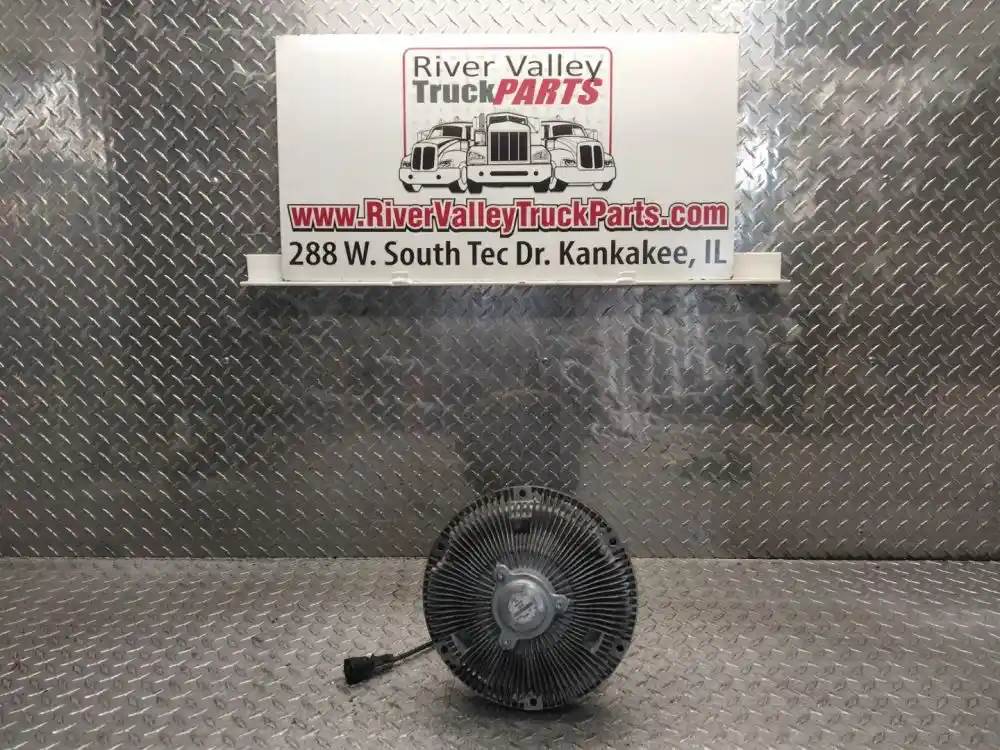 River Valley
TruckPARTS
www.RiverValleyTruckParts.com
288 W. South Tec Dr. Kankakee, IL